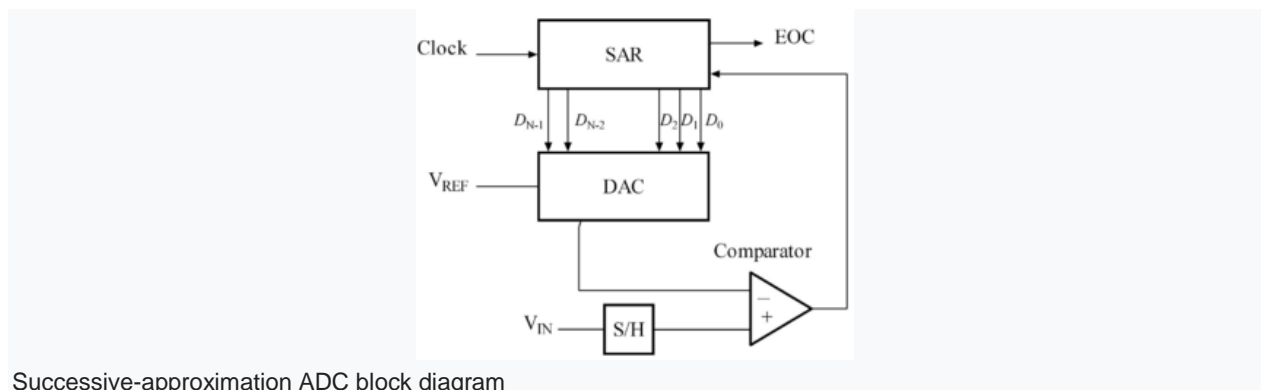 Clock
SAR
EOC
D_N-1 D_N-2 D_2 D_1 D_0
V_REF
DAC
Comparator
−
+
V_IN
S/H
Successive-approximation ADC block diagram